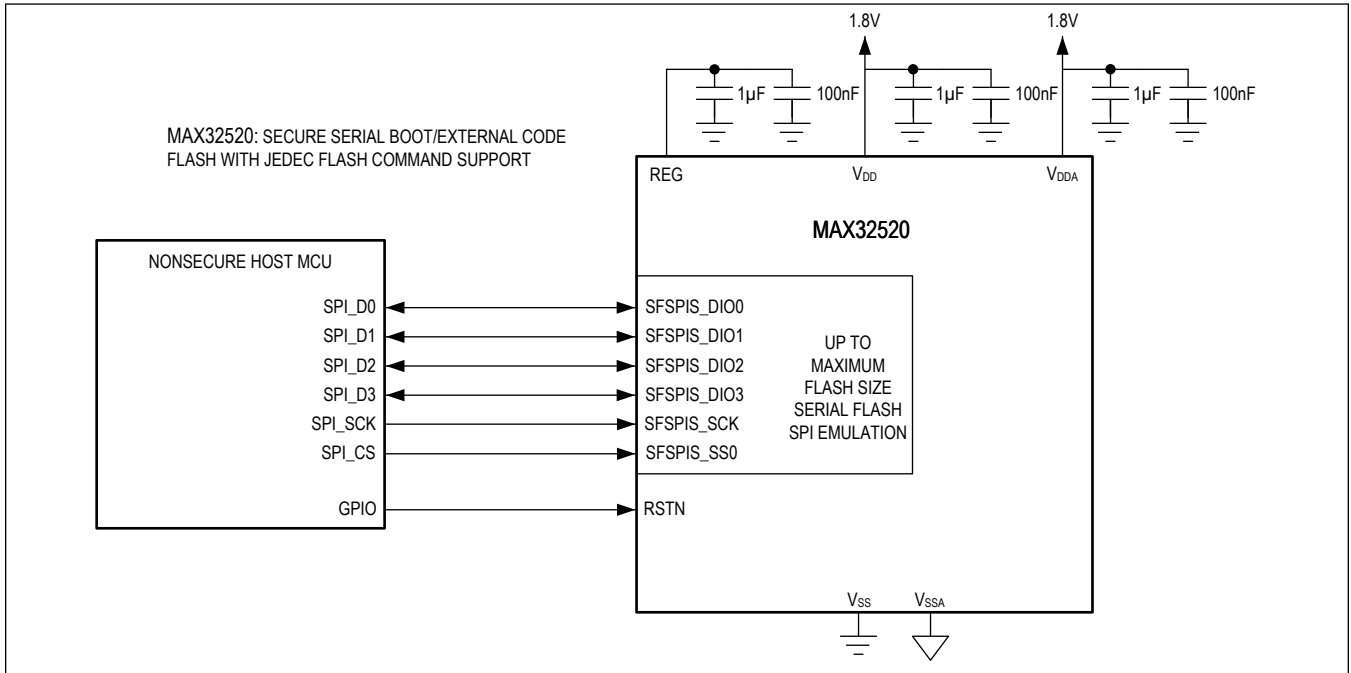 1.8V
1.8V
1µF
100nF
1µF
100nF
1µF
100nF
MAX32520: SECURE SERIAL BOOT/EXTERNAL CODE
FLASH WITH JEDEC FLASH COMMAND SUPPORT
REG
VDD
VDDA
MAX32520
NONSECURE HOST MCU
SPI_D0
SFSPIS_DIO0
SPI_D1
SFSPIS_DIO1
SPI_D2
SFSPIS_DIO2
SPI_D3
SFSPIS_DIO3
SPI_SCK
SFSPIS_SCK
SPI_CS
SFSPIS_SS0
UP TO
MAXIMUM
FLASH SIZE
SERIAL FLASH
SPI EMULATION
GPIO
RSTN
VSS
VSSA